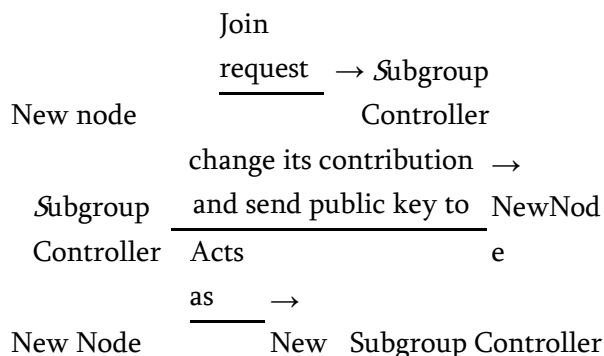 Join
request → Subgroup
New node Controller
change its contribution →
Subgroup and send public key to NewNod
Controller Acts e
as →
New Node New Subgroup Controller